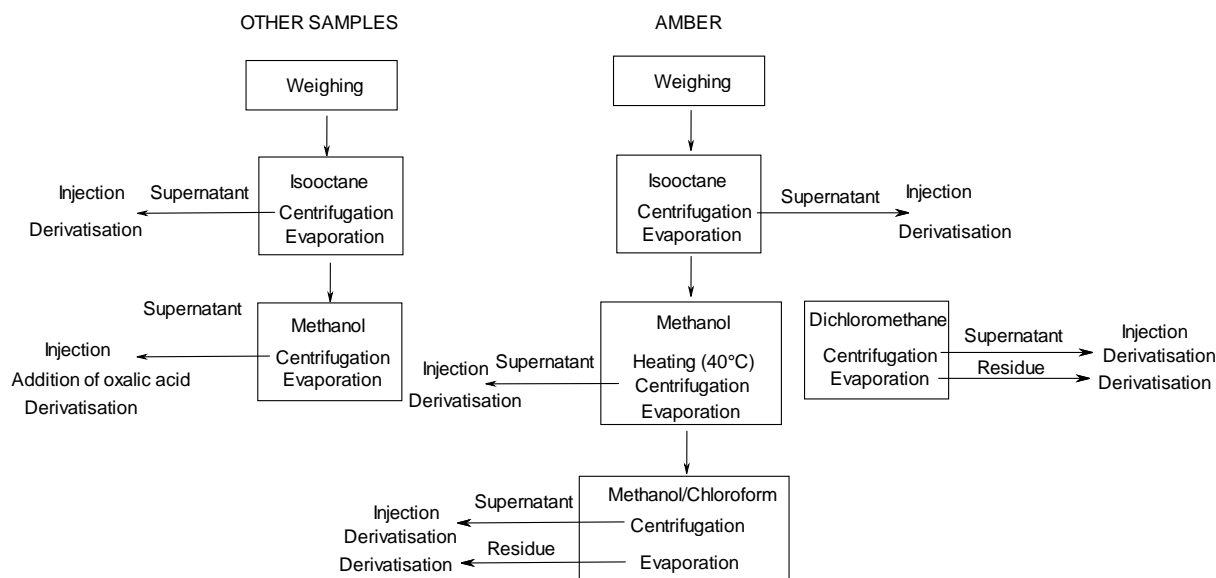 OTHER SAMPLES
AMBER
Weighing
Weighing
Isooctane
Centrifugation
Evaporation
Supernatant
Injection
Derivatisation
Isooctane
Centrifugation
Evaporation
Supernatant
Injection
Derivatisation
Methanol
Centrifugation
Evaporation
Supernatant
Injection
Addition of oxalic acid
Derivatisation
Methanol
Heating (40°C)
Centrifugation
Evaporation
Supernatant
Injection
Derivatisation
Dichloromethane
Centrifugation
Evaporation
Supernatant
Residue
Injection
Derivatisation
Derivatisation
Methanol/Chloroform
Centrifugation
Evaporation
Supernatant
Injection
Derivatisation
Residue
Derivatisation